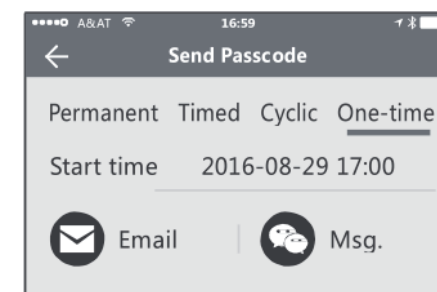 A&AT 16:59
Send Passcode
Permanent Timed Cyclic One-time
Start time 2016-08-29 17:00
Email Msg.